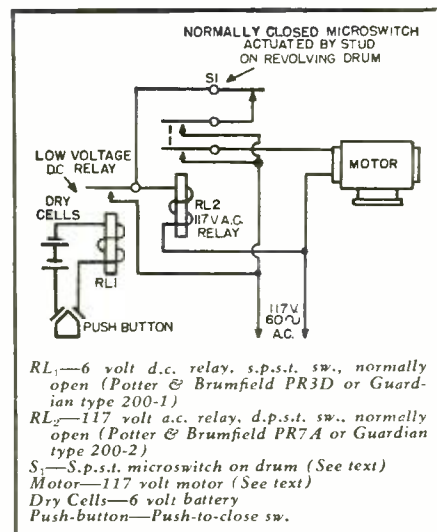 NORMALLY CLOSED MICROSWITCH
ACTUATED BY STUD
ON REVOLVING DRUM
S1
LOW VOLTAGE
D.C. RELAY
DRY
CELLS
RL2
117V A.C.
RELAY
MOTOR
RL1
PUSH BUTTON
117V.
60~
A.C.
RL1—6 volt d.c. relay, s.p.s.t. sw., normally
open (Potter & Brumfield PR3D or Guard-
ian type 200-1)
RL2—117 volt a.c. relay, d.p.s.t. sw., normally
open (Potter & Brumfield PR7A or Guardian
type 200-2)
S1—S.p.s.t. microswitch on drum (See text)
Motor—117 volt motor (See text)
Dry Cells—6 volt battery
Push-button—Push-to-close sw.